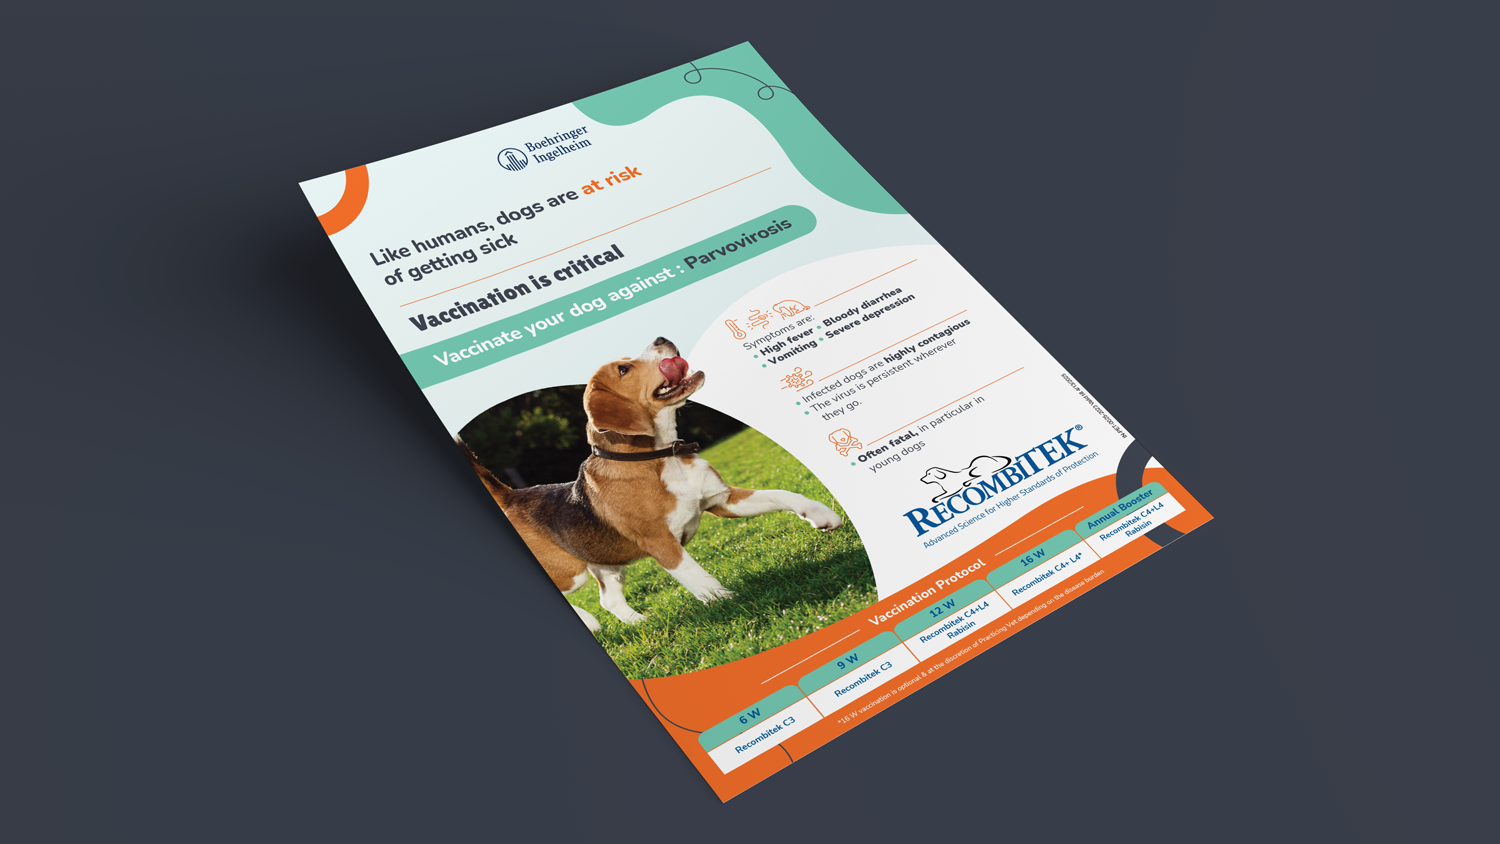 Boehringer
Ingelheim
Like humans, dogs are at risk
of getting sick
Vaccination is critical
Vaccinate your dog against : Parvovirosis
Symptoms are:
• High fever • Bloody diarrhea
• Vomiting • Severe depression
• Infected dogs are highly contagious
• The virus is persistent wherever
they go.
• Often fatal, in particular in
young dogs
RECOMBITEK®
Advanced Science for Higher Standards of Protection
Vaccination Protocol
6 W
Recombitek C3
9 W
Recombitek C3
12 W
Recombitek C4+L4
Rabisin
16 W
Recombitek C4+ L4*
Annual Booster
Recombitek C4+L4
Rabisin
*16 W vaccination is optional & at the discretion of Practicing Vet depending on the disease burden